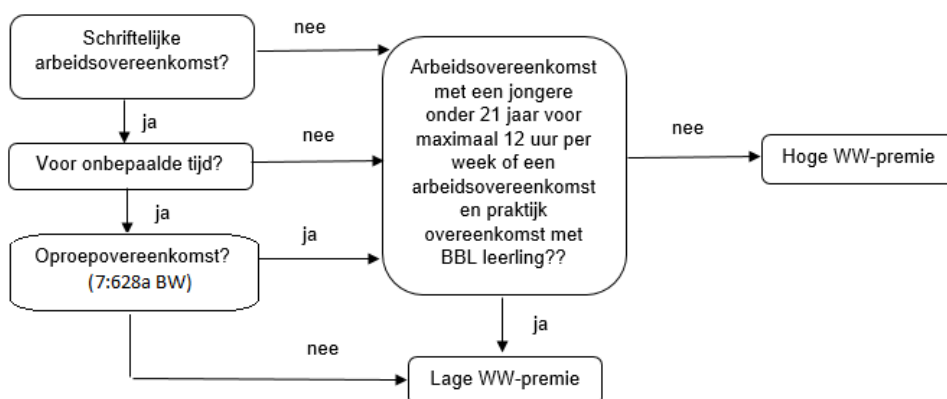 Schriftelijke
arbeidsovereenkomst?
nee
Arbeidsovereenkomst
met een jongere
onder 21 jaar voor
maximaal 12 uur per
week of een
arbeidsovereenkomst
en praktijk
overeenkomst met
BBL leerling??
ja
nee
nee
Voor onbepaalde tijd?
Hoge WW-premie
ja
ja
Oproepovereenkomst?
(7:628a BW)
ja
nee
Lage WW-premie